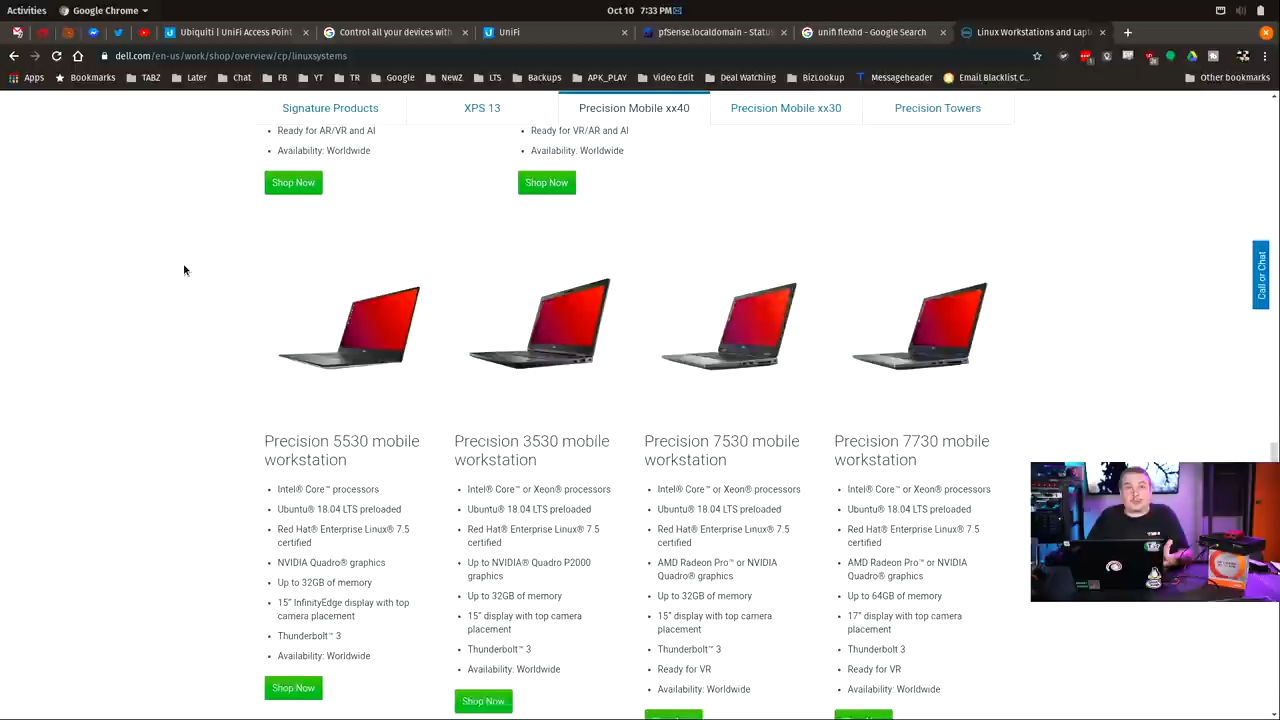 Activities
Google Chrome
Oct 10 7:33 PM
Ubiquiti | UniFi Access Point
Control all your devices with
UniFi
pfSense.localdomain - Statu
unifi flexhd - Google Search
Linux Workstations and Lap
dell.com/en-us/work/shop/overview/cp/linuxsystems
Apps
Bookmarks
TABZ
Later
Chat
FB
TR
Google
NewZ
LTS
Backups
APK_PLAY
Video Edit
Deal Watching
BizLookup
Messageheader
Email Blacklist C...
Other bookmarks
Signature Products
XPS 13
Precision Mobile xx40
Precision Mobile xx30
Precision Towers
• Ready for AR/VR and AI
• Availability: Worldwide
Shop Now
• Ready for VR/AR and AI
• Availability: Worldwide
Shop Now
Call or Chat
Precision 5530 mobile
workstation
• Intel® Core™ processors
• Ubuntu® 18.04 LTS preloaded
• Red Hat® Enterprise Linux® 7.5
certified
• NVIDIA Quadro® graphics
• Up to 32GB of memory
• 15” InfinityEdge display with top
camera placement
• Thunderbolt™ 3
• Availability: Worldwide
Shop Now
Precision 3530 mobile
workstation
• Intel® Core™ or Xeon® processors
• Ubuntu® 18.04 LTS preloaded
• Red Hat® Enterprise Linux® 7.5
certified
• Up to NVIDIA® Quadro P2000
graphics
• Up to 32GB of memory
• 15” display with top camera
placement
• Thunderbolt™ 3
• Availability: Worldwide
Shop Now
Precision 7530 mobile
workstation
• Intel® Core™ or Xeon® processors
• Ubuntu® 18.04 LTS preloaded
• Red Hat® Enterprise Linux® 7.5
certified
• AMD Radeon Pro™ or NVIDIA
Quadro® graphics
• Up to 32GB of memory
• 15” display with top camera
placement
• Thunderbolt™ 3
• Ready for VR
• Availability: Worldwide
Precision 7730 mobile
workstation
• Intel® Core™ or Xeon® processors
• Ubuntu® 18.04 LTS preloaded
• Red Hat® Enterprise Linux® 7.5
certified
• AMD Radeon Pro™ or NVIDIA
Quadro® graphics
• Up to 64GB of memory
• 17” display with top camera
placement
• Thunderbolt 3
• Ready for VR
• Availability: Worldwide